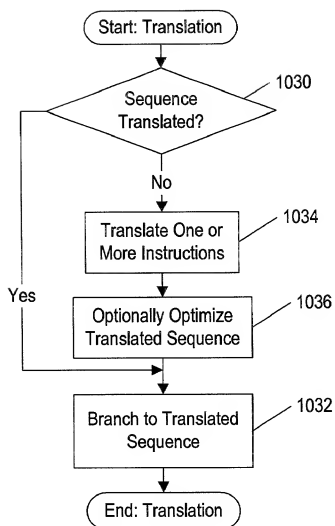 Start: Translation
1030
Sequence
Translated?
No
1034
Translate One or
More Instructions
Yes
1036
Optionally Optimize
Translated Sequence
1032
Branch to Translated
Sequence
End: Translation